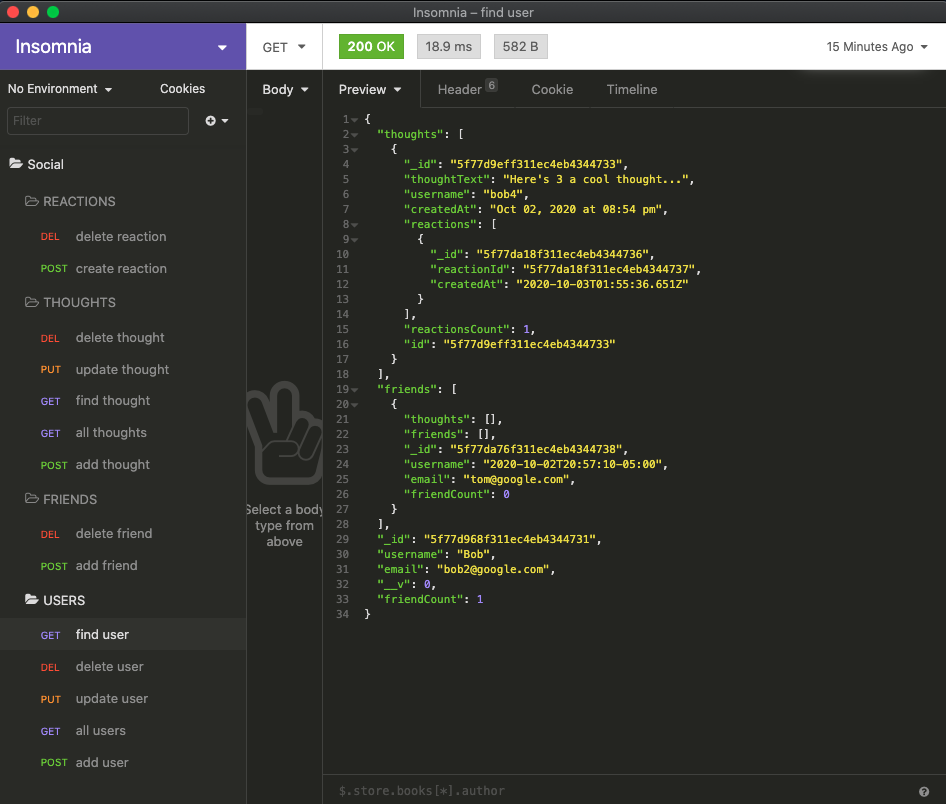 Insomnia – find user
Insomnia
GET
200 OK
18.9 ms
582 B
15 Minutes Ago
No Environment
Cookies
Body
Preview
Header 6
Cookie
Timeline
Filter
Social
REACTIONS
DEL delete reaction
POST create reaction
THOUGHTS
DEL delete thought
PUT update thought
GET find thought
GET all thoughts
POST add thought
FRIENDS
DEL delete friend
POST add friend
USERS
GET find user
DEL delete user
PUT update user
GET all users
POST add user
Select a body
type from
above
1 {
2 "thoughts": [
3 {
4 "_id": "5f77d9eff311ec4eb4344733",
5 "thoughtText": "Here's 3 a cool thought...",
6 "username": "bob4",
7 "createdAt": "Oct 02, 2020 at 08:54 pm",
8 "reactions": [
9 {
10 "_id": "5f77da18f311ec4eb4344736",
11 "reactionId": "5f77da18f311ec4eb4344737",
12 "createdAt": "2020-10-03T01:55:36.651Z"
13 }
14 ],
15 "reactionsCount": 1,
16 "id": "5f77d9eff311ec4eb4344733"
17 }
18 ],
19 "friends": [
20 {
21 "thoughts": [],
22 "friends": [],
23 "_id": "5f77da76f311ec4eb4344738",
24 "username": "2020-10-02T20:57:10-05:00",
25 "email": "tom@google.com",
26 "friendCount": 0
27 }
28 ],
29 "_id": "5f77d968f311ec4eb4344731",
30 "username": "Bob",
31 "email": "bob2@google.com",
32 "__v": 0,
33 "friendCount": 1
34 }
$.store.books[*].author